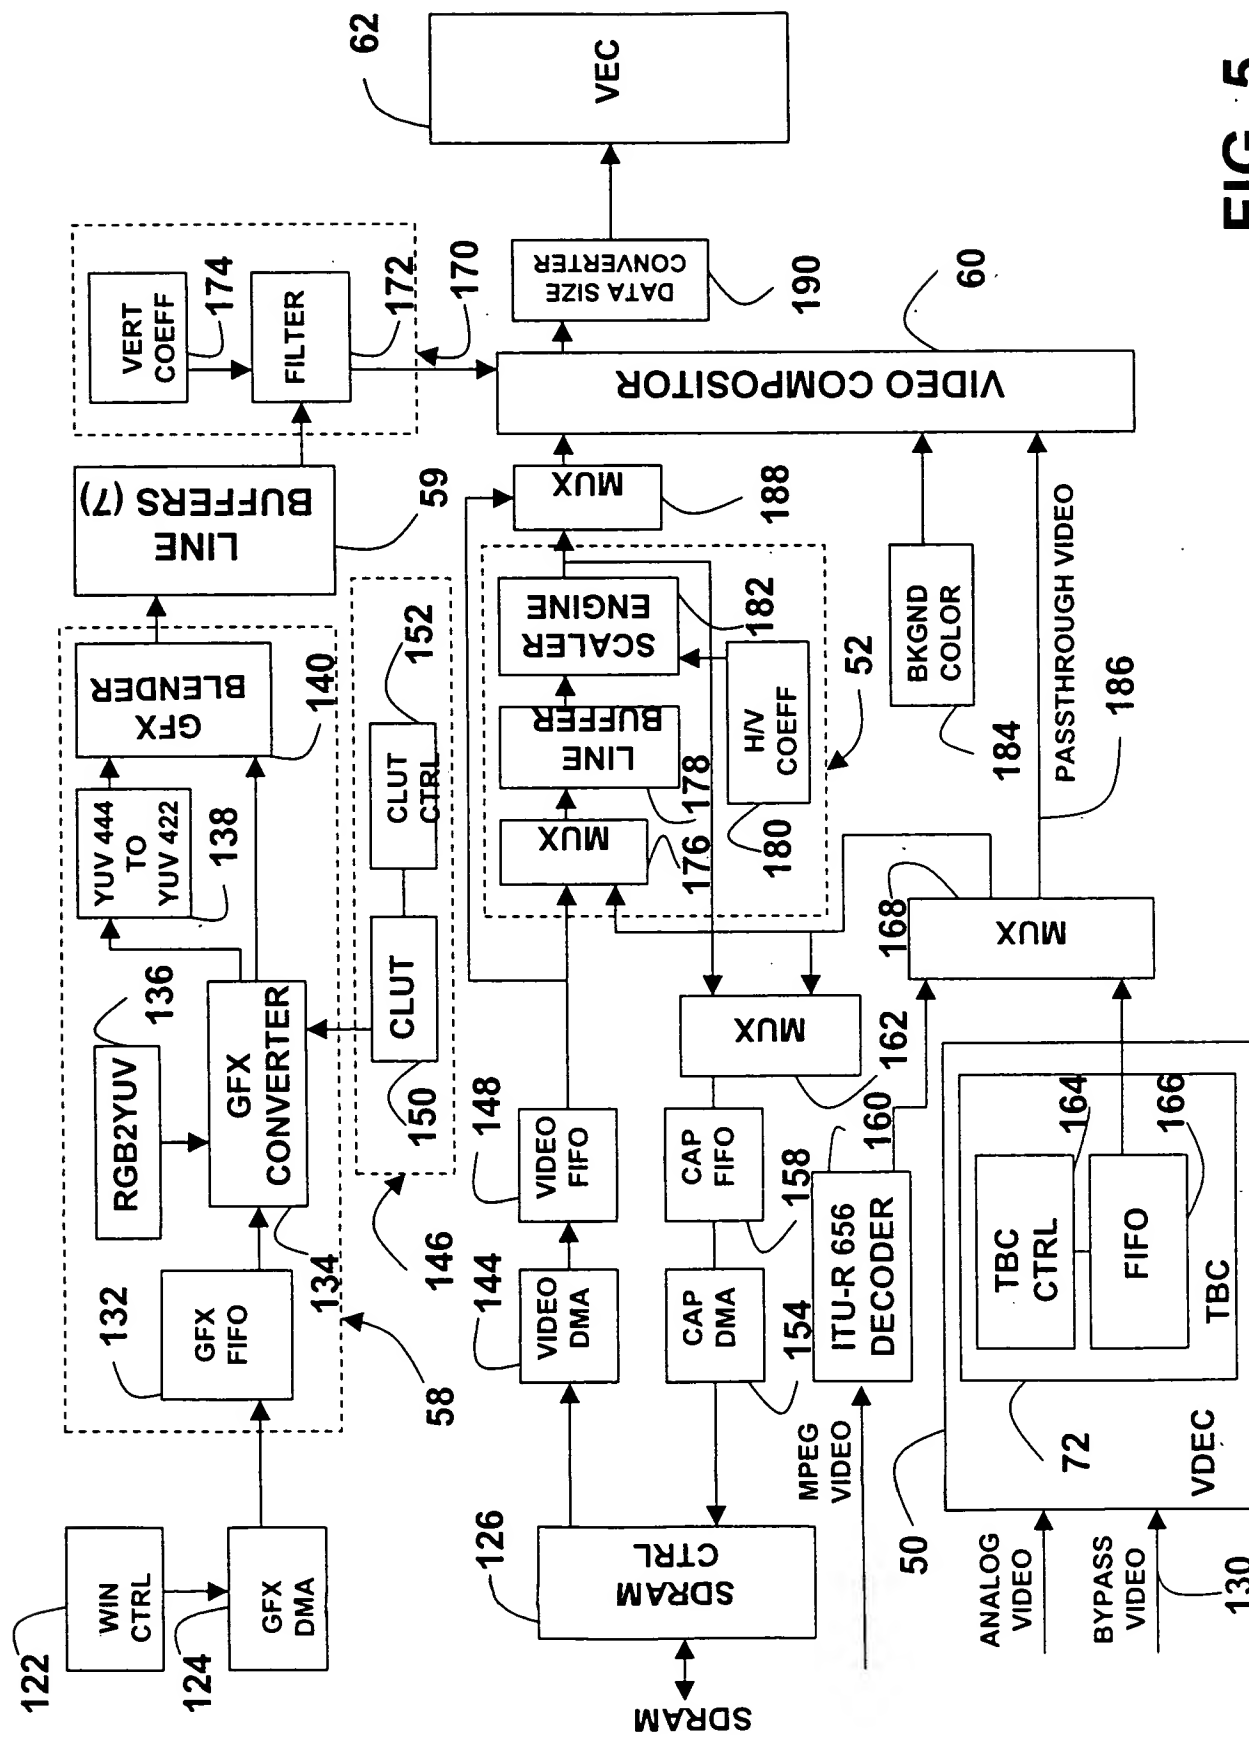 122
WIN
CTRL
124
GFX
DMA
132
GFX
FIFO
134
136
RGB2YUV
GFX
CONVERTER
138
YUV 444
TO
YUV 422
140
GFX
BLENDER
58
LINE
BUFFERS (7)
59
VERT
COEFF
174
FILTER
172
170
146
CLUT
150
CLUT
CTRL
152
SDRAM
126
SDRAM
CTRL
144
VIDEO
DMA
148
VIDEO
FIFO
CAP
DMA
154
CAP
FIFO
158
MUX
162
MUX
176
LINE
BUFFER
178
SCALER
ENGINE
182
H/V
COEFF
180
52
MUX
188
VIDEO COMPOSITOR
60
DATA SIZE
CONVERTER
190
VEC
62
MPEG
VIDEO
ITU-R 656
DECODER
160
MUX
168
BKGND
COLOR
184
PASSTHROUGH VIDEO
186
ANALOG
VIDEO
BYPASS
VIDEO
130
50
VDEC
72
TBC
TBC
CTRL
164
FIFO
166
FIG. 5